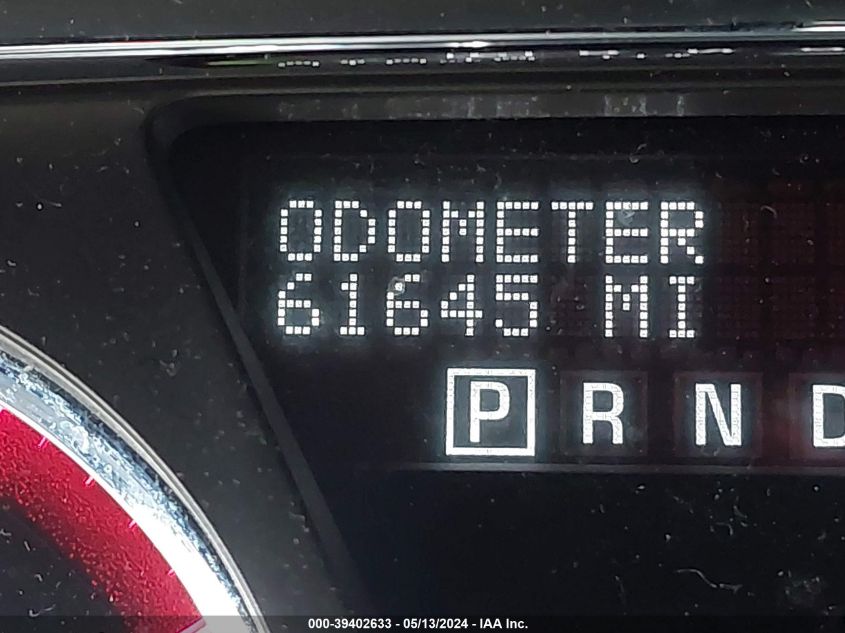 ODOMETER
61645 MI
P R N D
000-39402633 - 05/13/2024 - IAA Inc.